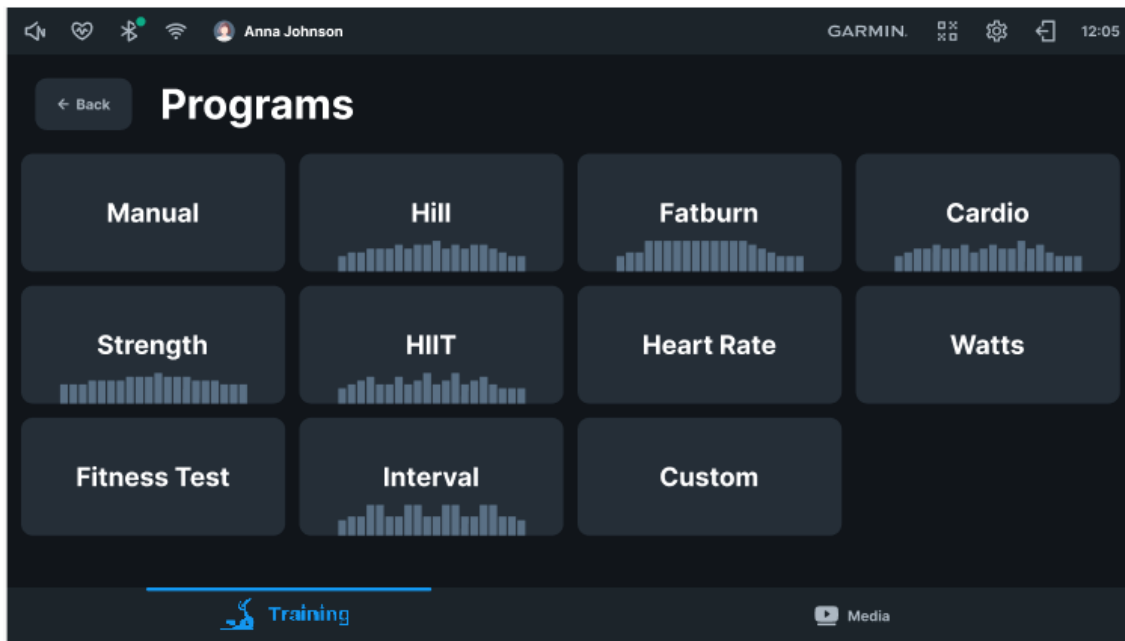 Anna Johnson
GARMIN.
12:05
← Back
Programs
Manual
Hill
Fatburn
Cardio
Strength
HIIT
Heart Rate
Watts
Fitness Test
Interval
Custom
Training
Media